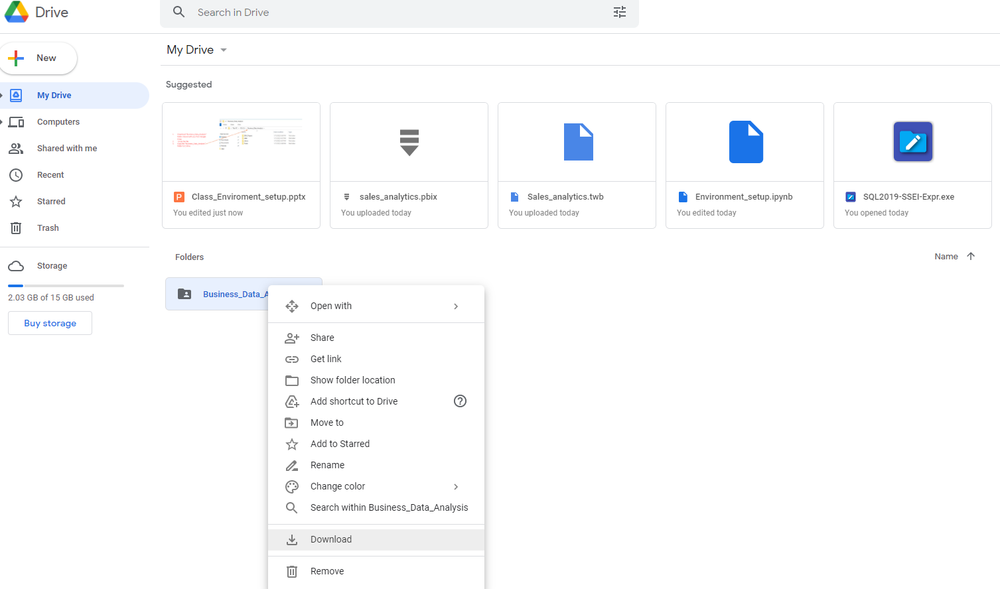 Drive
Search in Drive
New
My Drive
Computers
Shared with me
Recent
Starred
Trash
Storage
2.03 GB of 15 GB used
Buy storage
My Drive
Suggested
Class_Enviroment_setup.pptx
You edited just now
sales_analytics.pbix
You uploaded today
Sales_analytics.twb
You uploaded today
Environment_setup.ipynb
You edited today
SQL2019-SSEI-Expr.exe
You opened today
Folders
Name
Business_Data_A
Open with
Share
Get link
Show folder location
Add shortcut to Drive
Move to
Add to Starred
Rename
Change color
Search within Business_Data_Analysis
Download
Remove